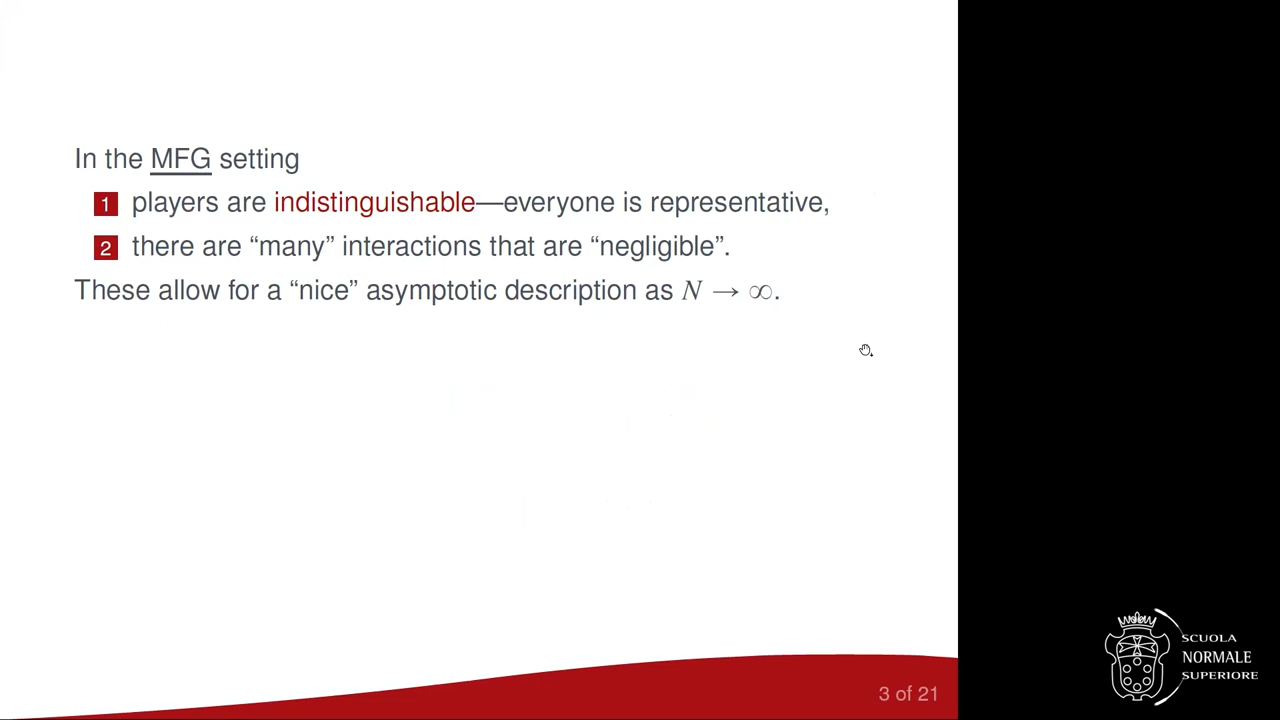 In the MFG setting
1 players are indistinguishable—everyone is representative,
2 there are “many” interactions that are “negligible”.
These allow for a “nice” asymptotic description as N → ∞.
3 of 21
SCUOLA
NORMALE
SUPERIORE